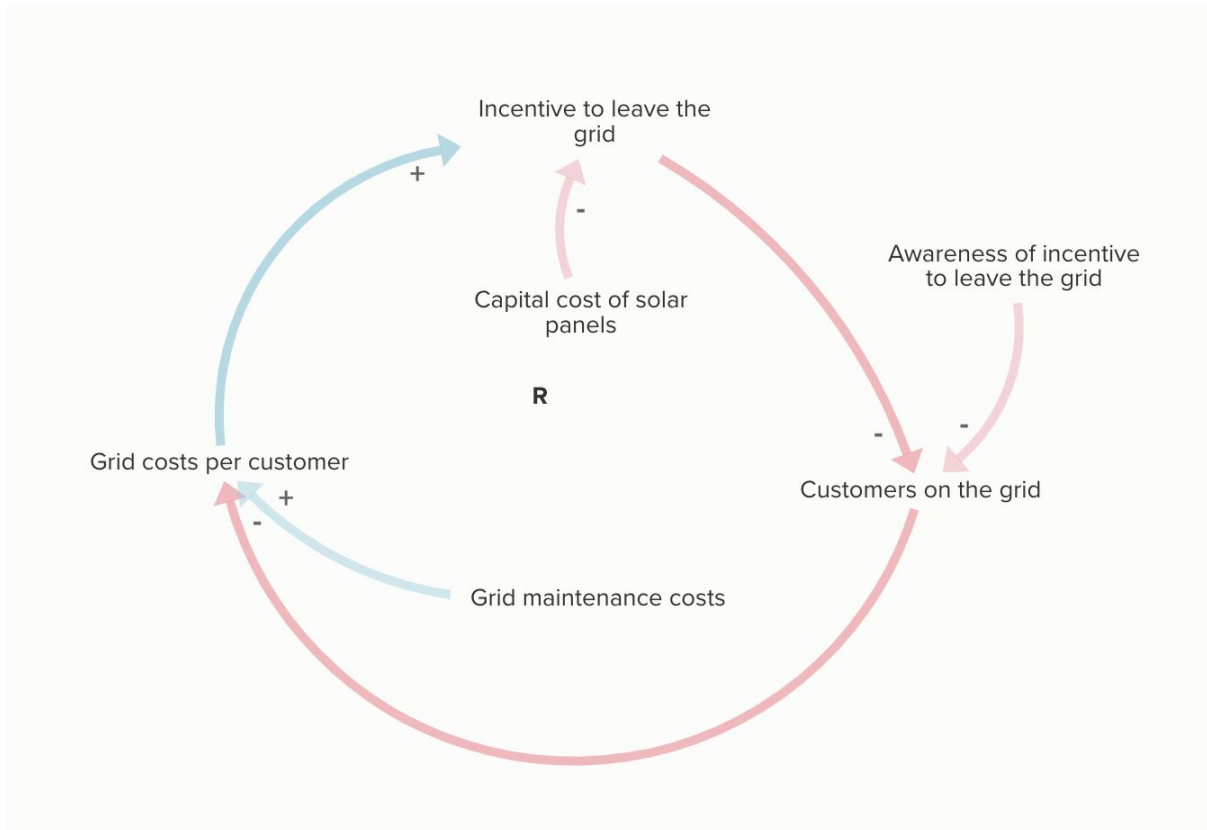 Incentive to leave the
grid
+
-
Awareness of incentive
to leave the grid
Capital cost of solar
panels
R
-
-
Grid costs per customer
Customers on the grid
+
-
Grid maintenance costs